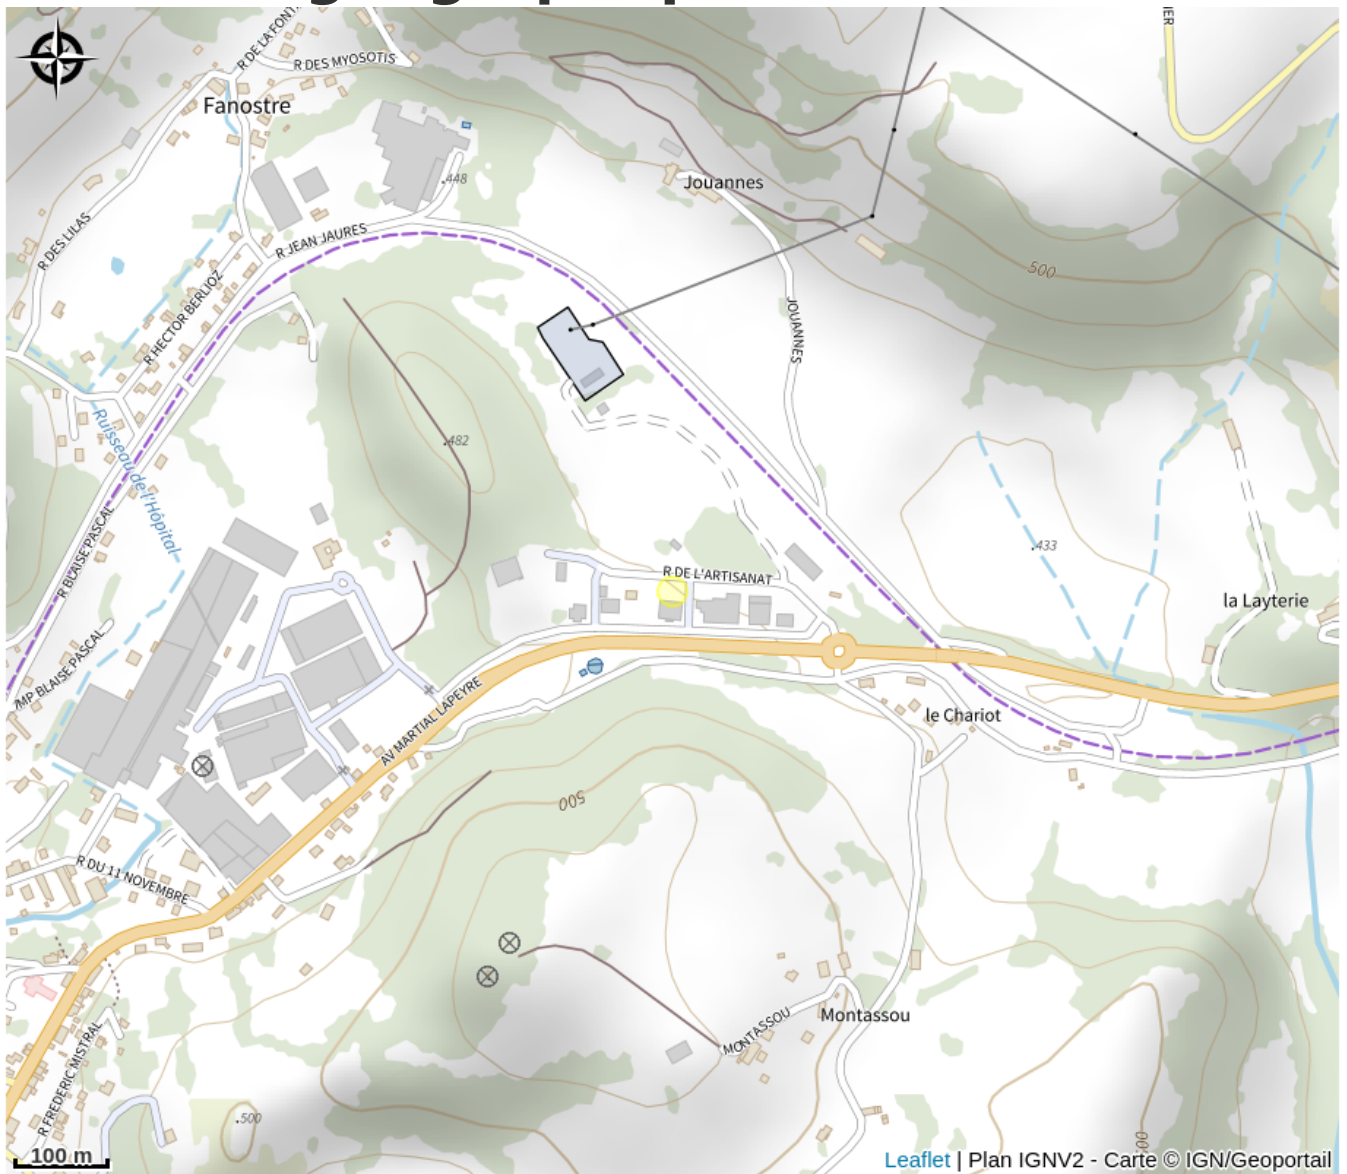 R DE LA FONT
R DES MYOSOTIS
Fanostre
.448
Jouannes
R DES LILAS
R JEAN JAURES
500
R HECTOR BERLIOZ
JOUANNES
Ruisseau de l'Hôpital
.482
R BLAISE PASCAL
.433
R DE L'ARTISANAT
la Layterie
IMP BLAISE PASCAL
AV MARTIAL LAPEYRE
le Chariot
500
R DU 11 NOVEMBRE
Montassou
MONTASSOU
R FREDERIC MISTRAL
.500
100 m
Leaflet | Plan IGNV2 - Carte © IGN/Geoportail